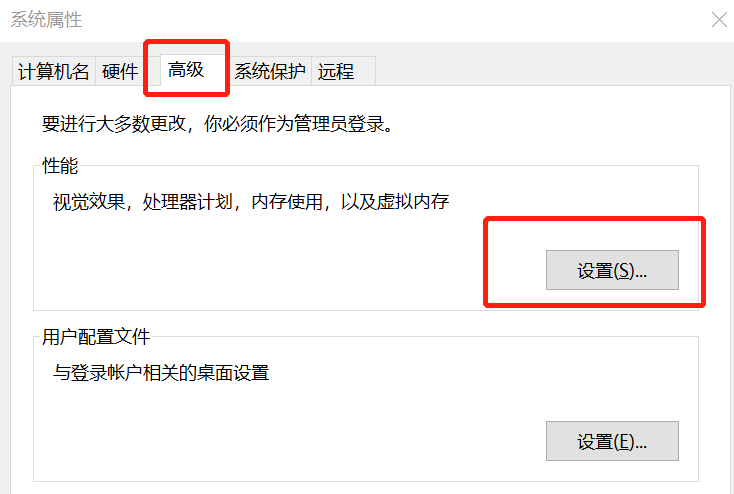 系统属性
计算机名 硬件 高级 系统保护 远程
要进行大多数更改，你必须作为管理员登录。
性能
视觉效果，处理器计划，内存使用，以及虚拟内存
设置(S)...
用户配置文件
与登录帐户相关的桌面设置
设置(E)...